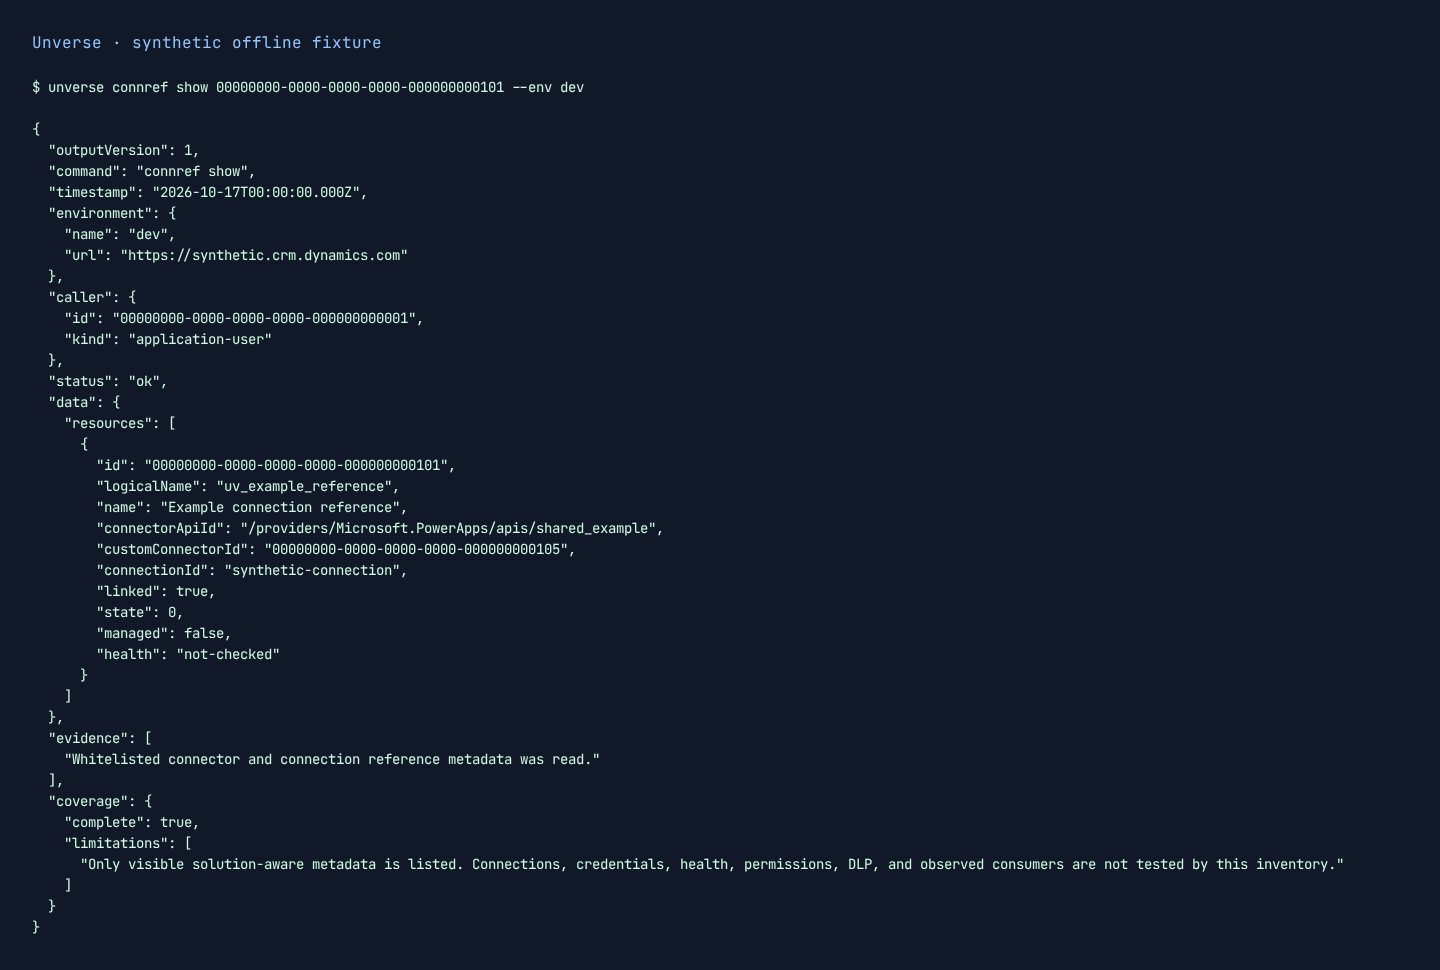 Unverse · synthetic offline fixture
$ unverse connref show 00000000-0000-0000-0000-000000000101 --env dev
{
  "outputVersion": 1,
  "command": "connref show",
  "timestamp": "2026-10-17T00:00:00.000Z",
  "environment": {
    "name": "dev",
    "url": "https://synthetic.crm.dynamics.com"
  },
  "caller": {
    "id": "00000000-0000-0000-0000-000000000001",
    "kind": "application-user"
  },
  "status": "ok",
  "data": {
    "resources": [
      {
        "id": "00000000-0000-0000-0000-000000000101",
        "logicalName": "uv_example_reference",
        "name": "Example connection reference",
        "connectorApiId": "/providers/Microsoft.PowerApps/apis/shared_example",
        "customConnectorId": "00000000-0000-0000-0000-000000000105",
        "connectionId": "synthetic-connection",
        "linked": true,
        "state": 0,
        "managed": false,
        "health": "not-checked"
      }
    ]
  },
  "evidence": [
    "Whitelisted connector and connection reference metadata was read."
  ],
  "coverage": {
    "complete": true,
    "limitations": [
      "Only visible solution-aware metadata is listed. Connections, credentials, health, permissions, DLP, and observed consumers are not tested by this inventory."
    ]
  }
}